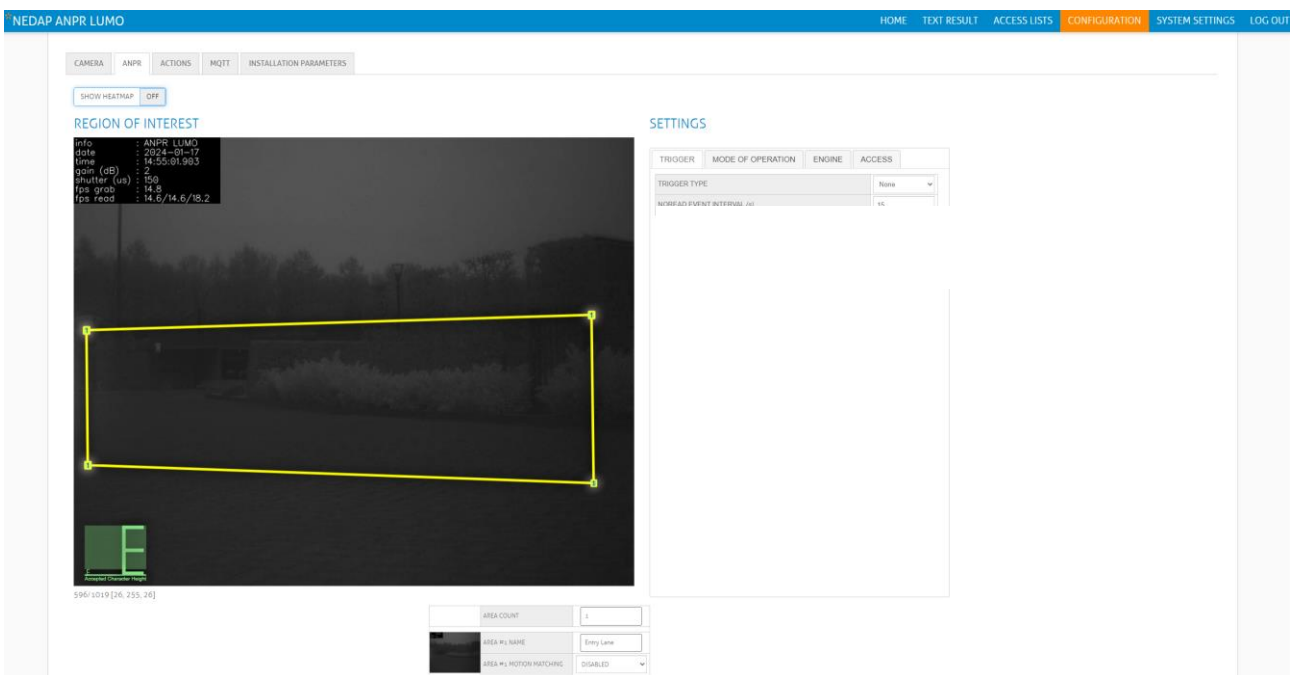 NEDAP ANPR LUMO HOME TEXT RESULT ACCESS LISTS CONFIGURATION SYSTEM SETTINGS LOG OUT
CAMERA ANPR ACTIONS MQTT INSTALLATION PARAMETERS
SHOW HEATMAP OFF
REGION OF INTEREST
info : ANPR LUMO
date : 2024-01-17
time : 14:55:01.903
gain (dB) : 2
shutter (us) : 150
fps grab : 14.8
fps read : 14.6/14.6/18.2
E
E
Accepted Character Height
596/1019 [26, 255, 26]
SETTINGS
TRIGGER MODE OF OPERATION ENGINE ACCESS
TRIGGER TYPE None
NOREAD EVENT INTERVAL (s) 15
AREA COUNT 1
AREA #1 NAME Entry Lane
AREA #1 MOTION MATCHING DISABLED